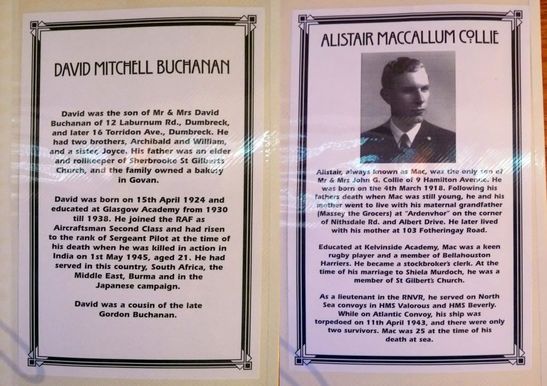 DAVID MITCHELL BUCHANAN
David was the son of Mr & Mrs David
Buchanan of 12 Laburnum Rd., Dumbreck,
and later 16 Torridon Ave., Dumbreck. He
had two brothers, Archibald and William,
and a sister, Joyce. His father was an elder
and rollkeeper of Sherbrooke St Gilbert's
Church, and the family owned a bakery
in Govan.
David was born on 15th April 1924 and
educated at Glasgow Academy from 1930
till 1938. He joined the RAF as
Aircraftsman Second Class and had risen
to the rank of Sergeant Pilot at the time of
his death when he was killed in action in
India on 1st May 1945, aged 21. He had
served in this country, South Africa, the
Middle East, Burma and in the
Japanese campaign.
David was a cousin of the late
Gordon Buchanan.
ALISTAIR MACCALLUM COLLIE
Alistair, always known as Mac, was the only son of
Mr & Mrs John G. Collie of 9 Hamilton Avenue. He
was born on the 4th March 1918. Following his
fathers death when Mac was still young, he and his
mother went to live with his maternal grandfather
(Massey the Grocers) at "Ardenvhor" on the corner
of Nithsdale Rd. and Albert Drive. He later lived
with his mother at 103 Fotheringay Road.
Educated at Kelvinside Academy, Mac was a keen
rugby player and a member of Bellahouston
Harriers. He became a stockbroker's clerk. At the
time of his marriage to Shiela Murdoch, he was a
member of St Gilbert's Church.
As a lieutenant in the RNVR, he served on North
Sea convoys in HMS Valorous and HMS Beverly.
While on Atlantic Convoy, his ship was
torpedoed on 11th April 1943, and there were only
two survivors. Mac was 25 at the time of his
death at sea.